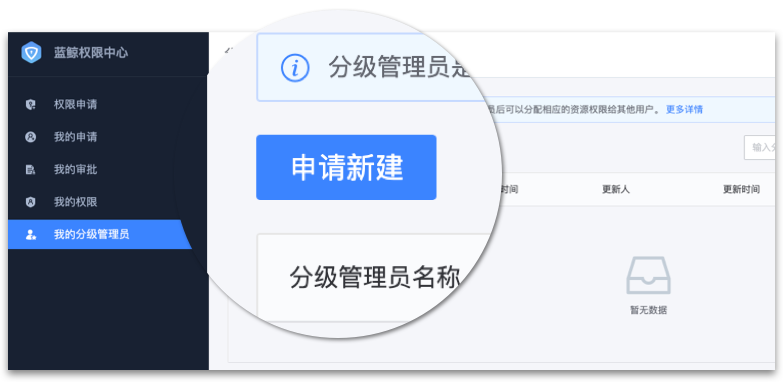 蓝鲸权限中心
权限申请
我的申请
我的审批
我的权限
我的分级管理员
分级管理员是
员后可以分配相应的资源权限给其他用户。 更多详情
申请新建
输入分
分级管理员名称
时间 更新人 更新时间
暂无数据